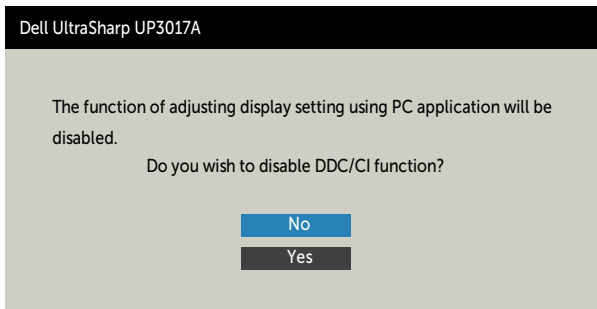 Dell UltraSharp UP3017A
The function of adjusting display setting using PC application will be
disabled.
Do you wish to disable DDC/CI function?
No
Yes